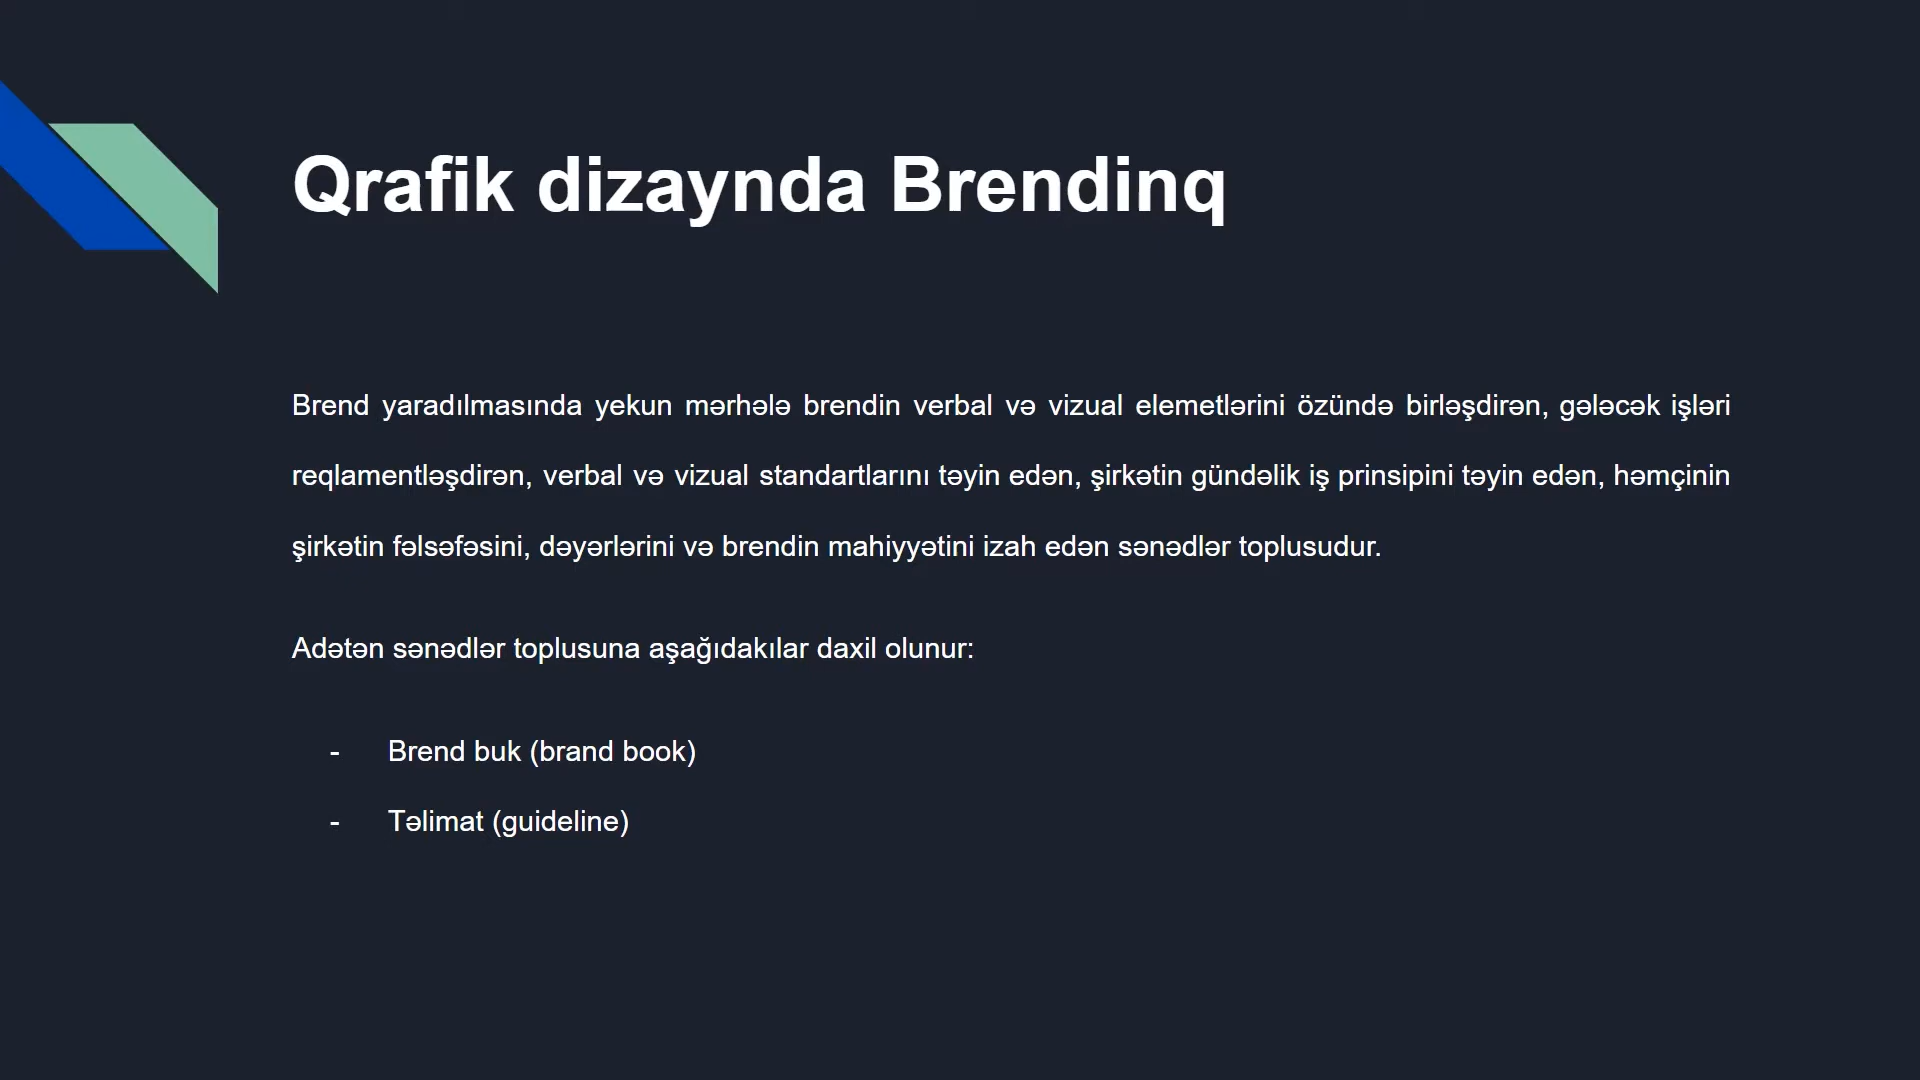 Qrafik dizaynda Brendinq
Brend yaradılmasında yekun mərhələ brendin verbal və vizual elemetlərini özündə birləşdirən, gələcək işləri
reqlamentləşdirən, verbal və vizual standartlarını təyin edən, şirkətin gündəlik iş prinsipini təyin edən, həmçinin
şirkətin fəlsəfəsini, dəyərlərini və brendin mahiyyətini izah edən sənədlər toplusudur.
Adətən sənədlər toplusuna aşağıdakılar daxil olunur:
- Brend buk (brand book)
- Təlimat (guideline)